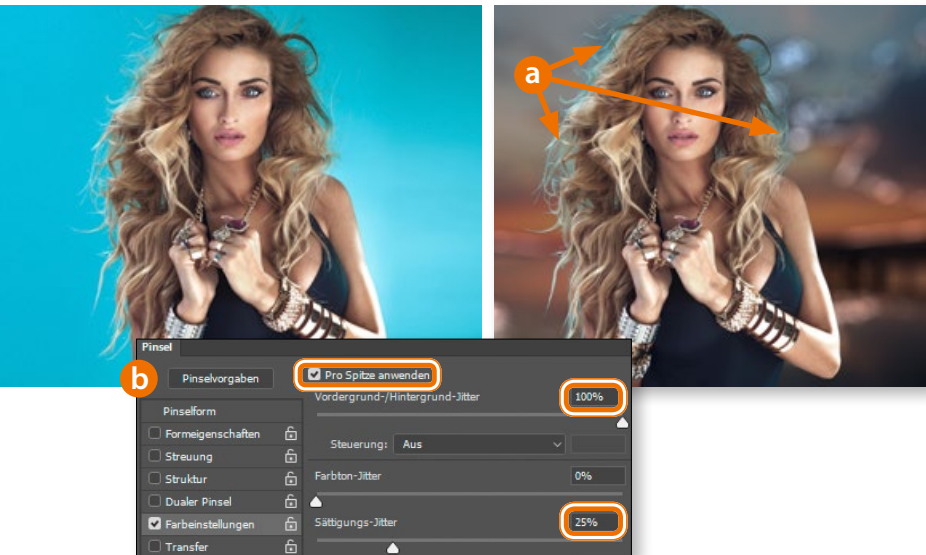 a
Pinsel
b
Pinselvorgaben
Pro Spitze anwenden
Vordergrund-/Hintergrund-Jitter 100%
Pinselform
Formeigenschaften
Steuerung: Aus
Streuung
Struktur
Farbton-Jitter 0%
Dualer Pinsel
Farbeinstellungen
Sättigungs-Jitter 25%
Transfer